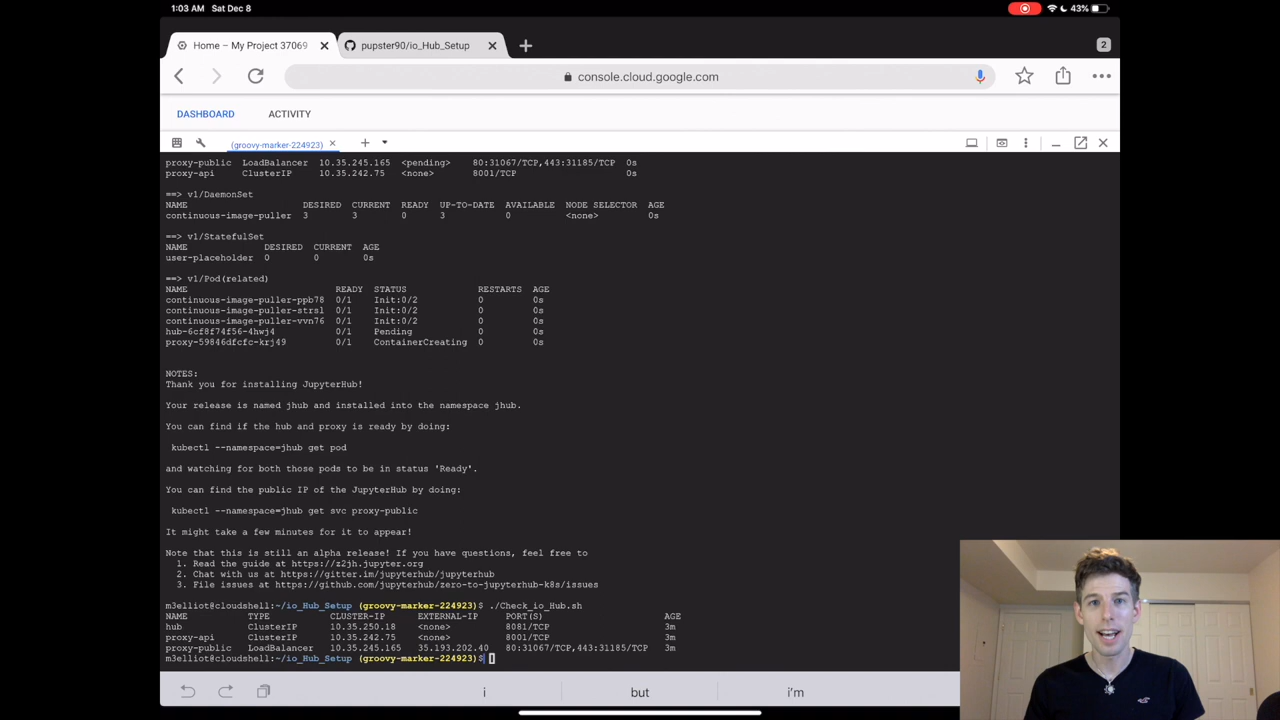 1:03 AM Sat Dec 8 43%
Home – My Project 37069 pupster90/io_Hub_Setup 2
console.cloud.google.com
DASHBOARD ACTIVITY
(groovy-marker-224923)
proxy-public LoadBalancer 10.35.245.165 <pending> 80:31067/TCP,443:31185/TCP 0s
proxy-api ClusterIP 10.35.242.75 <none> 8001/TCP 0s
==> v1/DaemonSet
NAME DESIRED CURRENT READY UP-TO-DATE AVAILABLE NODE SELECTOR AGE
continuous-image-puller 3 3 0 3 0 <none> 0s
==> v1/StatefulSet
NAME DESIRED CURRENT AGE
user-placeholder 0 0 0s
==> v1/Pod(related)
NAME READY STATUS RESTARTS AGE
continuous-image-puller-ppb78 0/1 Init:0/2 0 0s
continuous-image-puller-strsl 0/1 Init:0/2 0 0s
continuous-image-puller-vvn76 0/1 Init:0/2 0 0s
hub-6cf8f74f56-4hwj4 0/1 Pending 0 0s
proxy-59846dfcfc-krj49 0/1 ContainerCreating 0 0s
NOTES:
Thank you for installing JupyterHub!
Your release is named jhub and installed into the namespace jhub.
You can find if the hub and proxy is ready by doing:
kubectl --namespace=jhub get pod
and watching for both those pods to be in status 'Ready'.
You can find the public IP of the JupyterHub by doing:
kubectl --namespace=jhub get svc proxy-public
It might take a few minutes for it to appear!
Note that this is still an alpha release! If you have questions, feel free to
1. Read the guide at https://z2jh.jupyter.org
2. Chat with us at https://gitter.im/jupyterhub/jupyterhub
3. File issues at https://github.com/jupyterhub/zero-to-jupyterhub-k8s/issues
m3elliot@cloudshell:~/io_Hub_Setup (groovy-marker-224923)$ ./Check_io_Hub.sh
NAME TYPE CLUSTER-IP EXTERNAL-IP PORT(S) AGE
hub ClusterIP 10.35.250.18 <none> 8081/TCP 3m
proxy-api ClusterIP 10.35.242.75 <none> 8001/TCP 3m
proxy-public LoadBalancer 10.35.245.165 35.193.202.40 80:31067/TCP,443:31185/TCP 3m
m3elliot@cloudshell:~/io_Hub_Setup (groovy-marker-224923)$
i but i'm